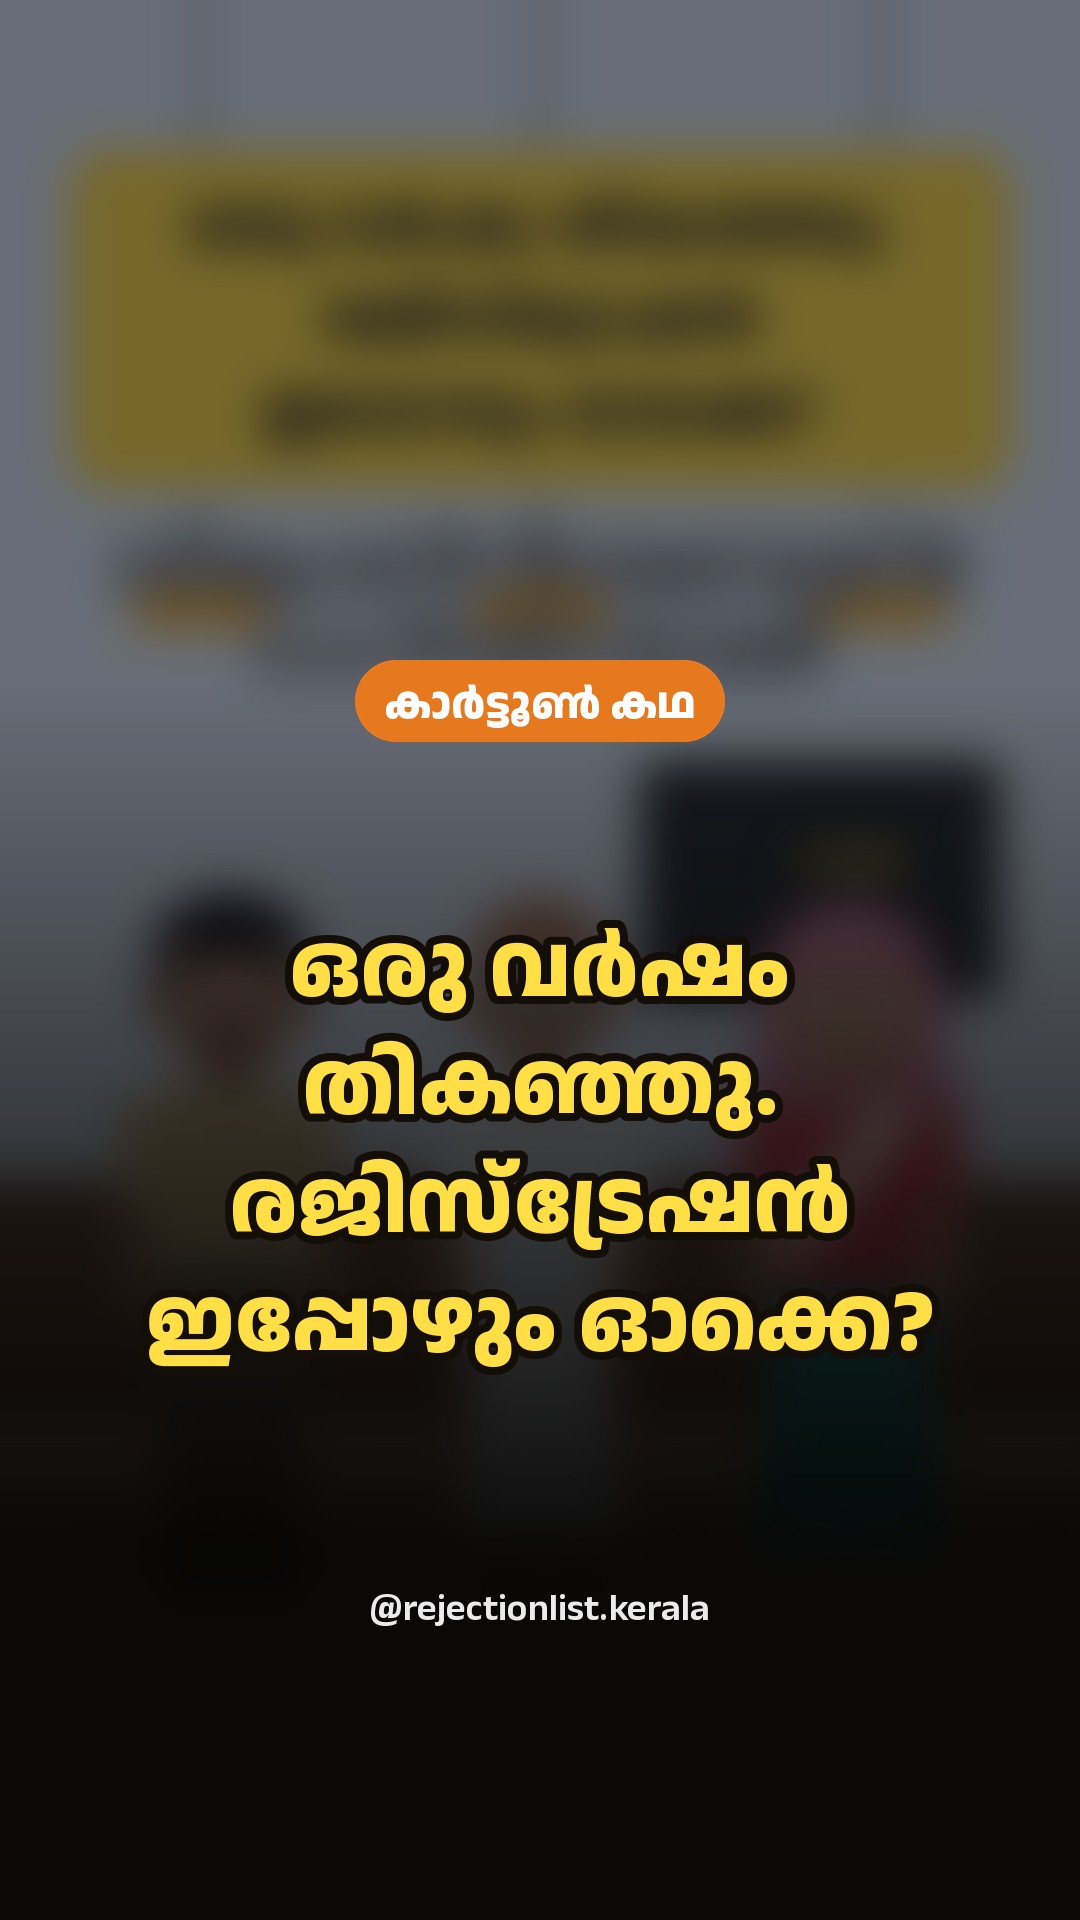 കാർട്ടൂൺ കഥ
ഒരു വർഷം
തികഞ്ഞു.
രജിസ്ട്രേഷൻ
ഇപ്പോഴും ഓക്കെ?
@rejectionlist.kerala